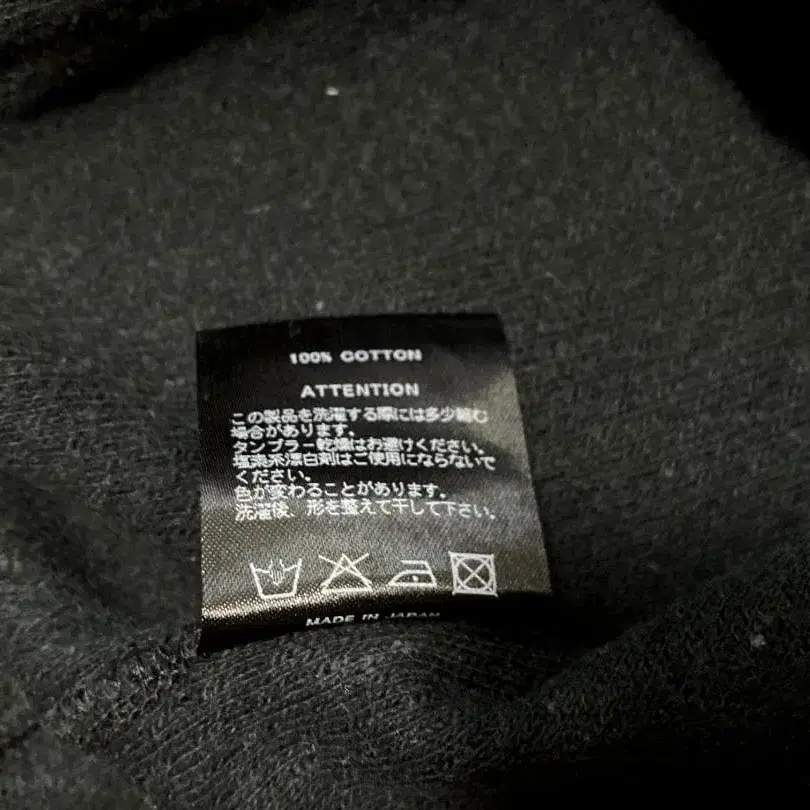 100% COTTON
ATTENTION
この製品を洗濯する際には多少縮む
場合があります。
タンブラー乾燥はお避けください。
塩素系漂白剤はご使用にならないで
ください。
色が変わることがあります。
洗濯後、形を整えて干して下さい。
MADE IN JAPAN